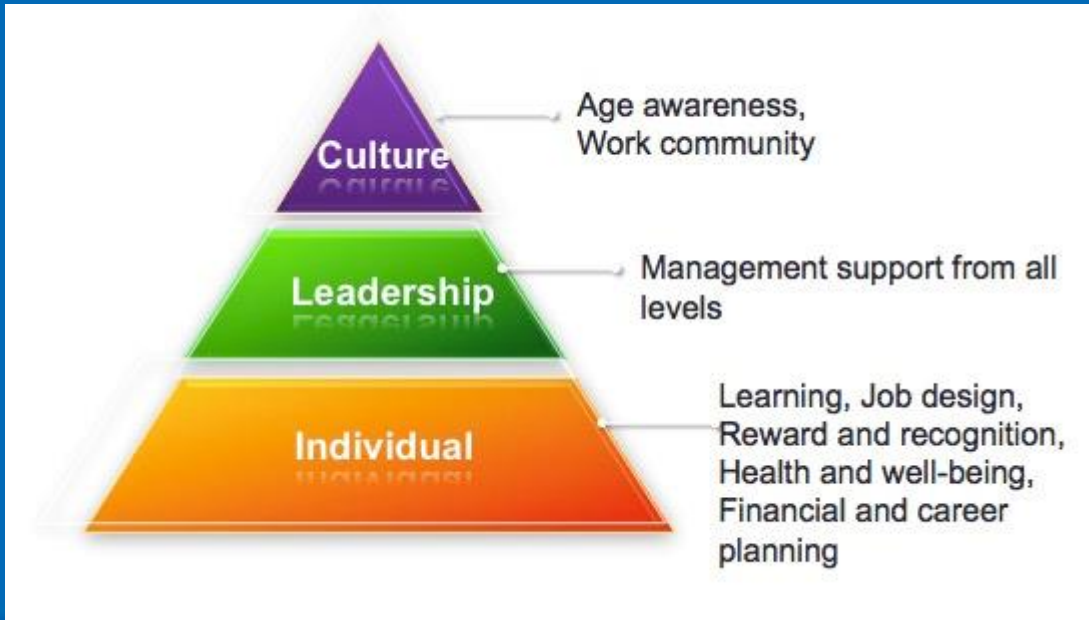 Culture
Age awareness,
Work community
Leadership
Management support from all
levels
Individual
Learning, Job design,
Reward and recognition,
Health and well-being,
Financial and career
planning